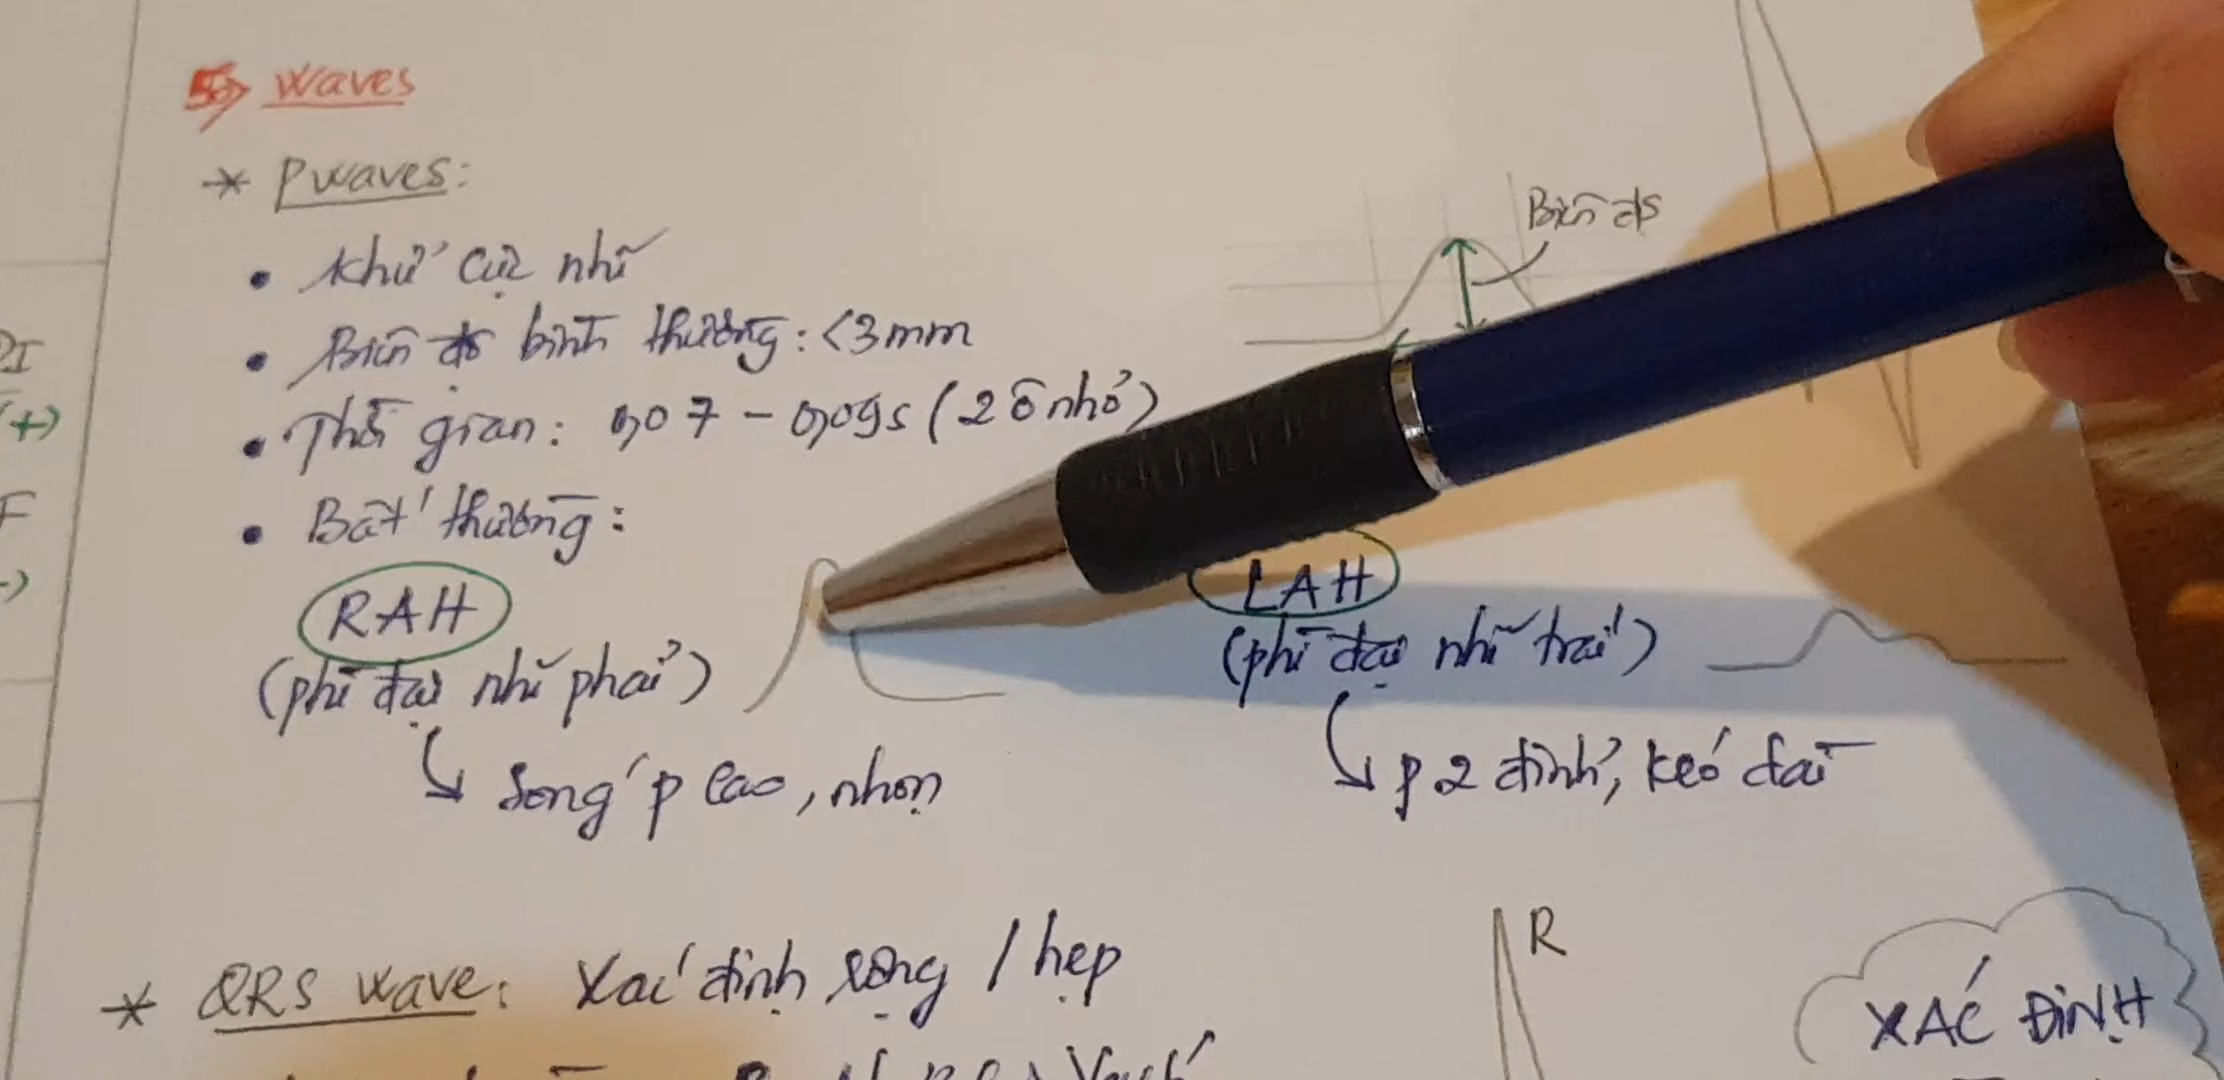 5 waves
* P waves:
Biên độ
• Khử cực nhĩ
• Biên độ bình thường: <3mm
• Thời gian: 0,07 - 0,09s (2 ô nhỏ)
• Bất thường:
RAH
LAH
(phì đại nhĩ phải)
(phì đại nhĩ trái)
sóng p cao, nhọn
p 2 đỉnh, kéo dài
R
* QRS wave: Xác định rộng / hẹp
XÁC ĐỊNH
(+)